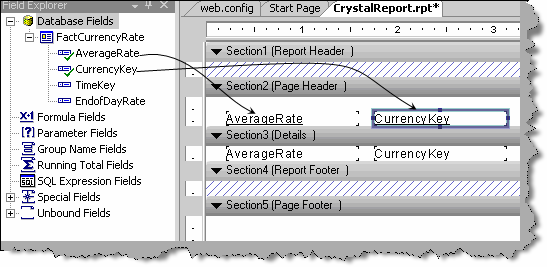 Field Explorer
web.config Start Page CrystalReport.rpt*
Database Fields
FactCurrencyRate
AverageRate
CurrencyKey
TimeKey
EndofDayRate
Formula Fields
Parameter Fields
Group Name Fields
Running Total Fields
SQL Expression Fields
Special Fields
Unbound Fields
1 2 3
Section1 (Report Header )
Section2 (Page Header )
AverageRate CurrencyKey
Section3 (Details )
AverageRate CurrencyKey
Section4 (Report Footer )
Section5 (Page Footer )